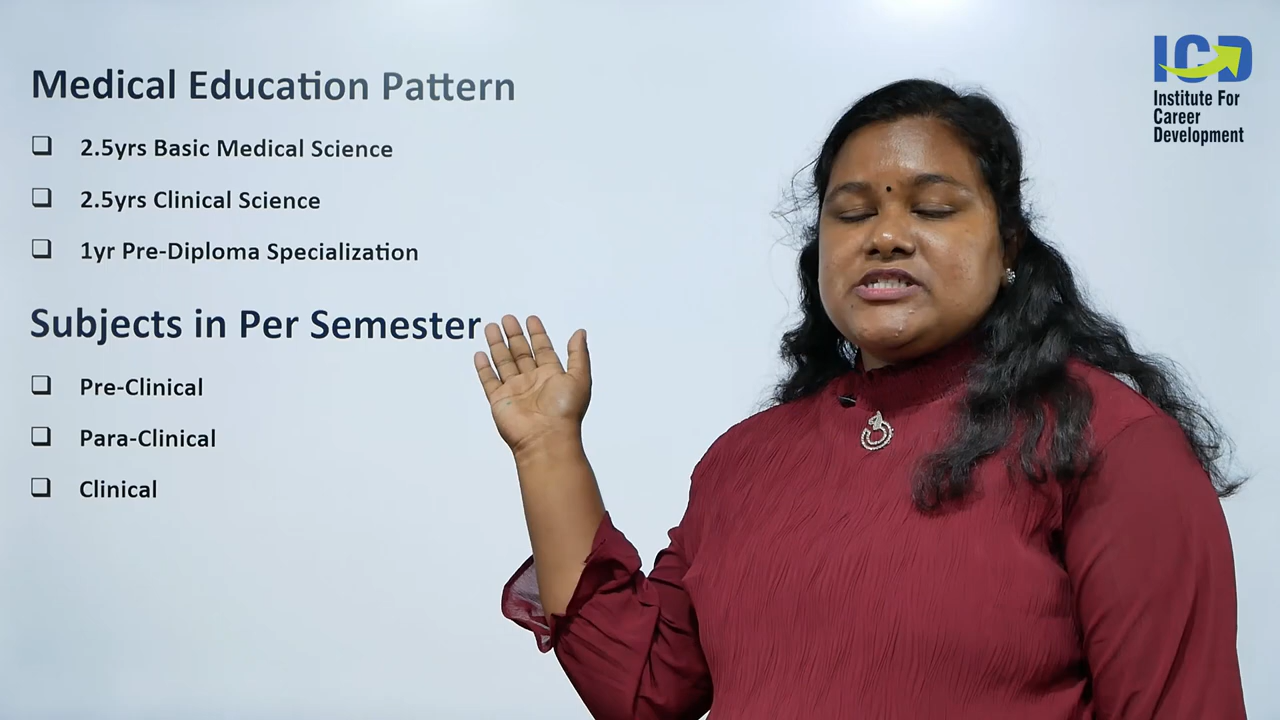 Medical Education Pattern
2.5yrs Basic Medical Science
2.5yrs Clinical Science
1yr Pre-Diploma Specialization
Subjects in Per Semester
Pre-Clinical
Para-Clinical
Clinical
ICD
Institute For
Career
Development